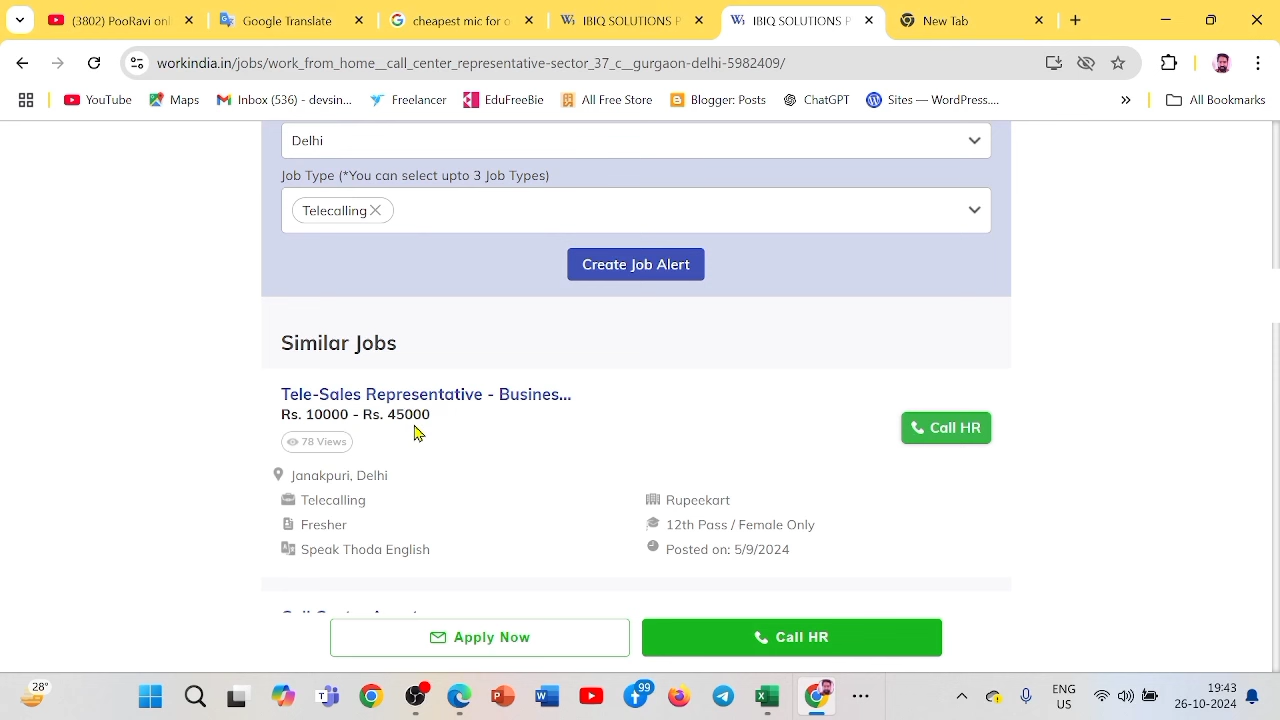 (3802) PooRavi onl
Google Translate
cheapest mic for o
IBIQ SOLUTIONS P
IBIQ SOLUTIONS P
New Tab
workindia.in/jobs/work_from_home__call_center_representative-sector_37_c__gurgaon-delhi-5982409/
YouTube
Maps
Inbox (536) - devsin...
Freelancer
EduFreeBie
All Free Store
Blogger: Posts
ChatGPT
Sites — WordPress....
All Bookmarks
Delhi
Job Type (*You can select upto 3 Job Types)
Telecalling
Create Job Alert
Similar Jobs
Tele-Sales Representative - Busines...
Rs. 10000 - Rs. 45000
Call HR
78 Views
Janakpuri, Delhi
Telecalling
Rupeekart
Fresher
12th Pass / Female Only
Speak Thoda English
Posted on: 5/9/2024
Apply Now
Call HR
28°
99
ENG
US
19:43
26-10-2024